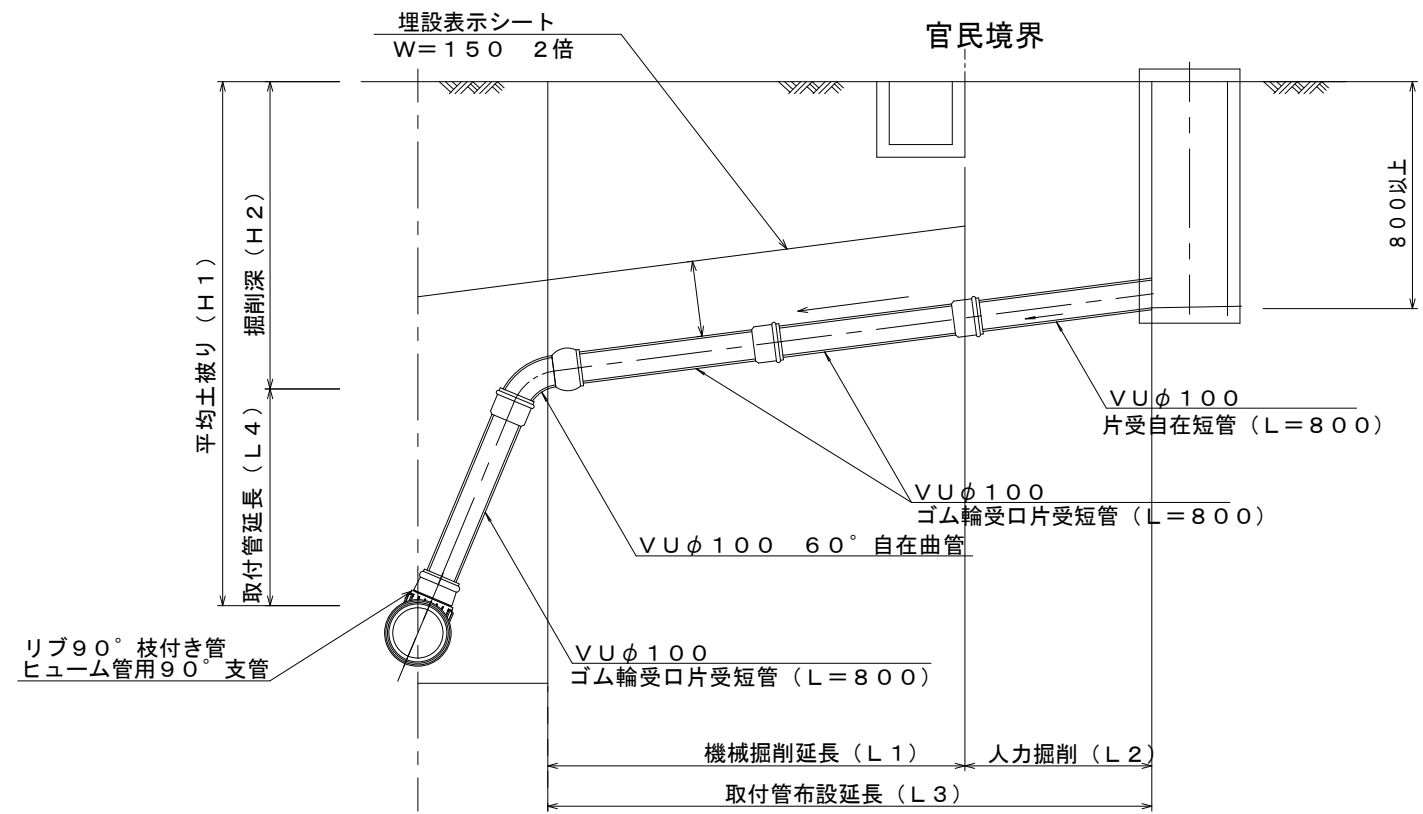 埋設表示シート
W=150 2倍
官民境界
800以上
平均土被り(H1)
掘削深(H2)
取付管延長(L4)
VUφ100
片受自在短管(L=800)
VUφ100
ゴム輪受口片受短管(L=800)
VUφ100 60°自在曲管
リブ90°枝付き管
ヒューム管用90°支管
VUφ100
ゴム輪受口片受短管(L=800)
機械掘削延長(L1)
人力掘削(L2)
取付管布設延長(L3)